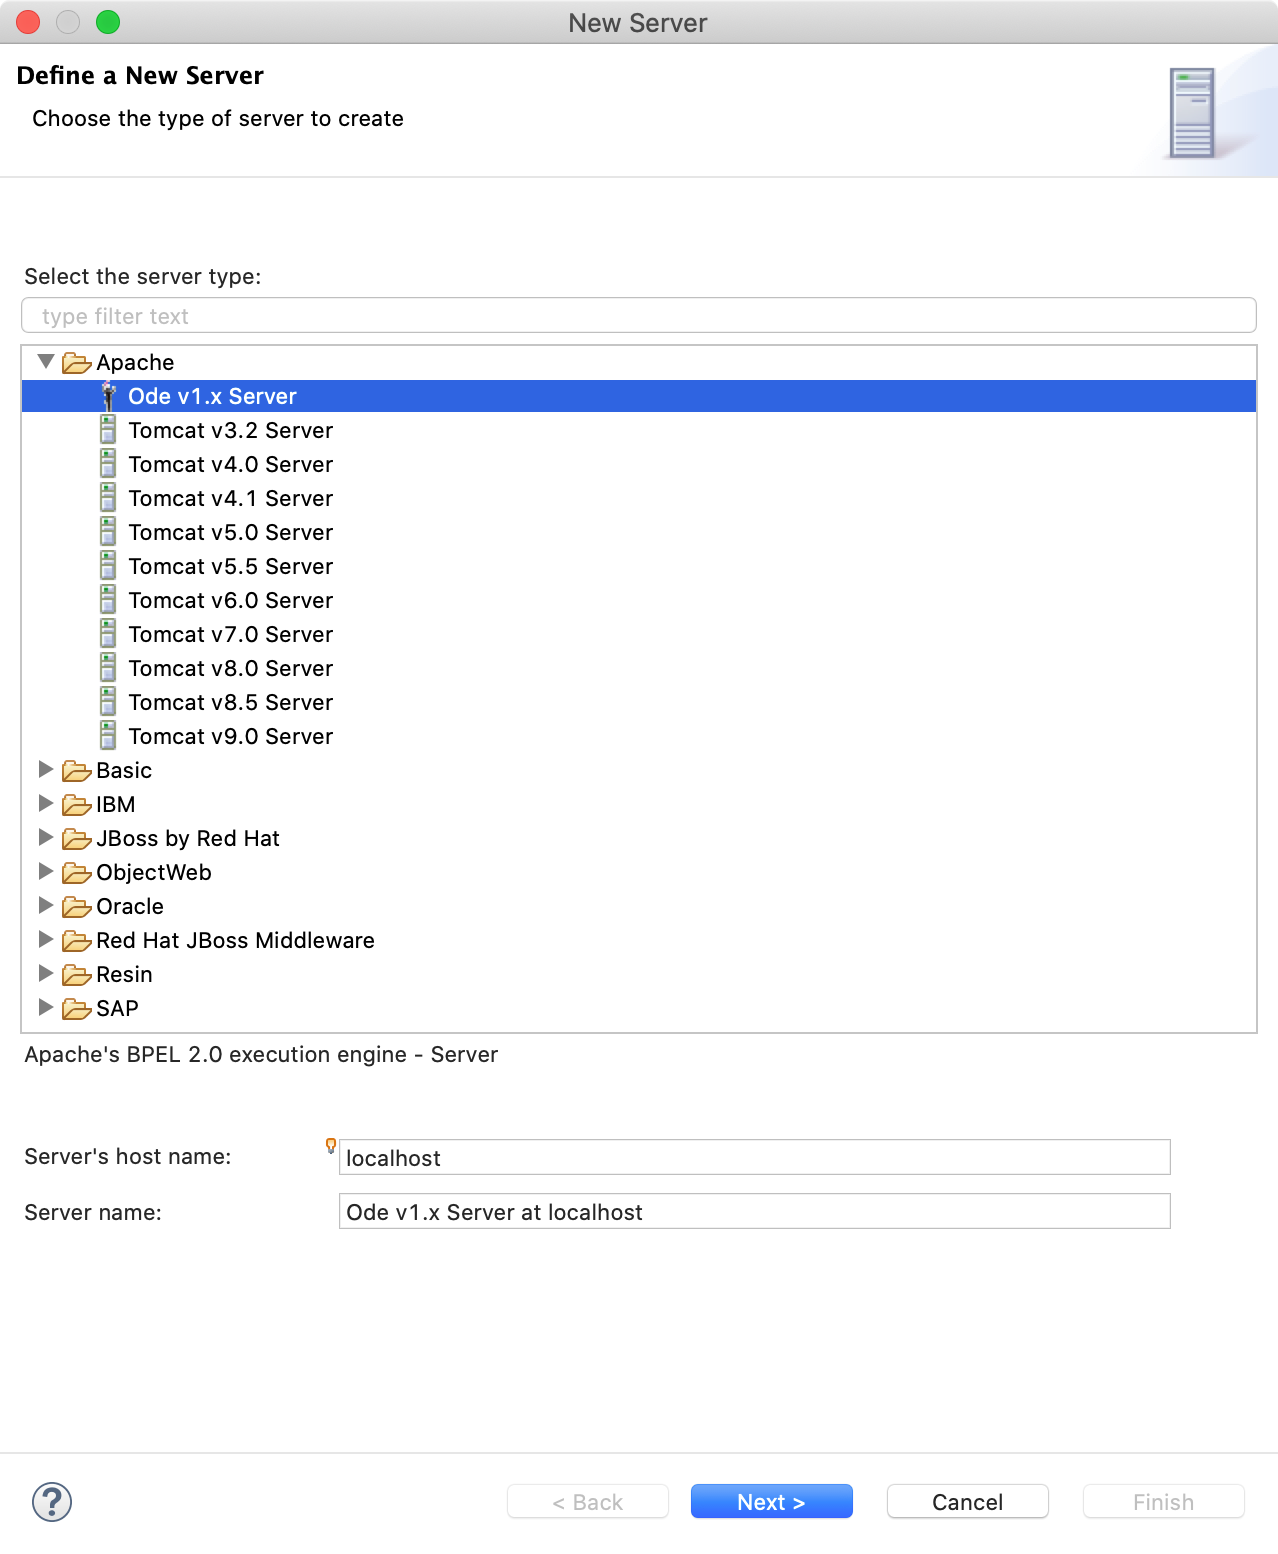 New Server
Define a New Server
Choose the type of server to create
Select the server type:
type filter text
Apache
Ode v1.x Server
Tomcat v3.2 Server
Tomcat v4.0 Server
Tomcat v4.1 Server
Tomcat v5.0 Server
Tomcat v5.5 Server
Tomcat v6.0 Server
Tomcat v7.0 Server
Tomcat v8.0 Server
Tomcat v8.5 Server
Tomcat v9.0 Server
Basic
IBM
JBoss by Red Hat
ObjectWeb
Oracle
Red Hat JBoss Middleware
Resin
SAP
Apache's BPEL 2.0 execution engine - Server
Server's host name: localhost
Server name: Ode v1.x Server at localhost
? < Back Next > Cancel Finish